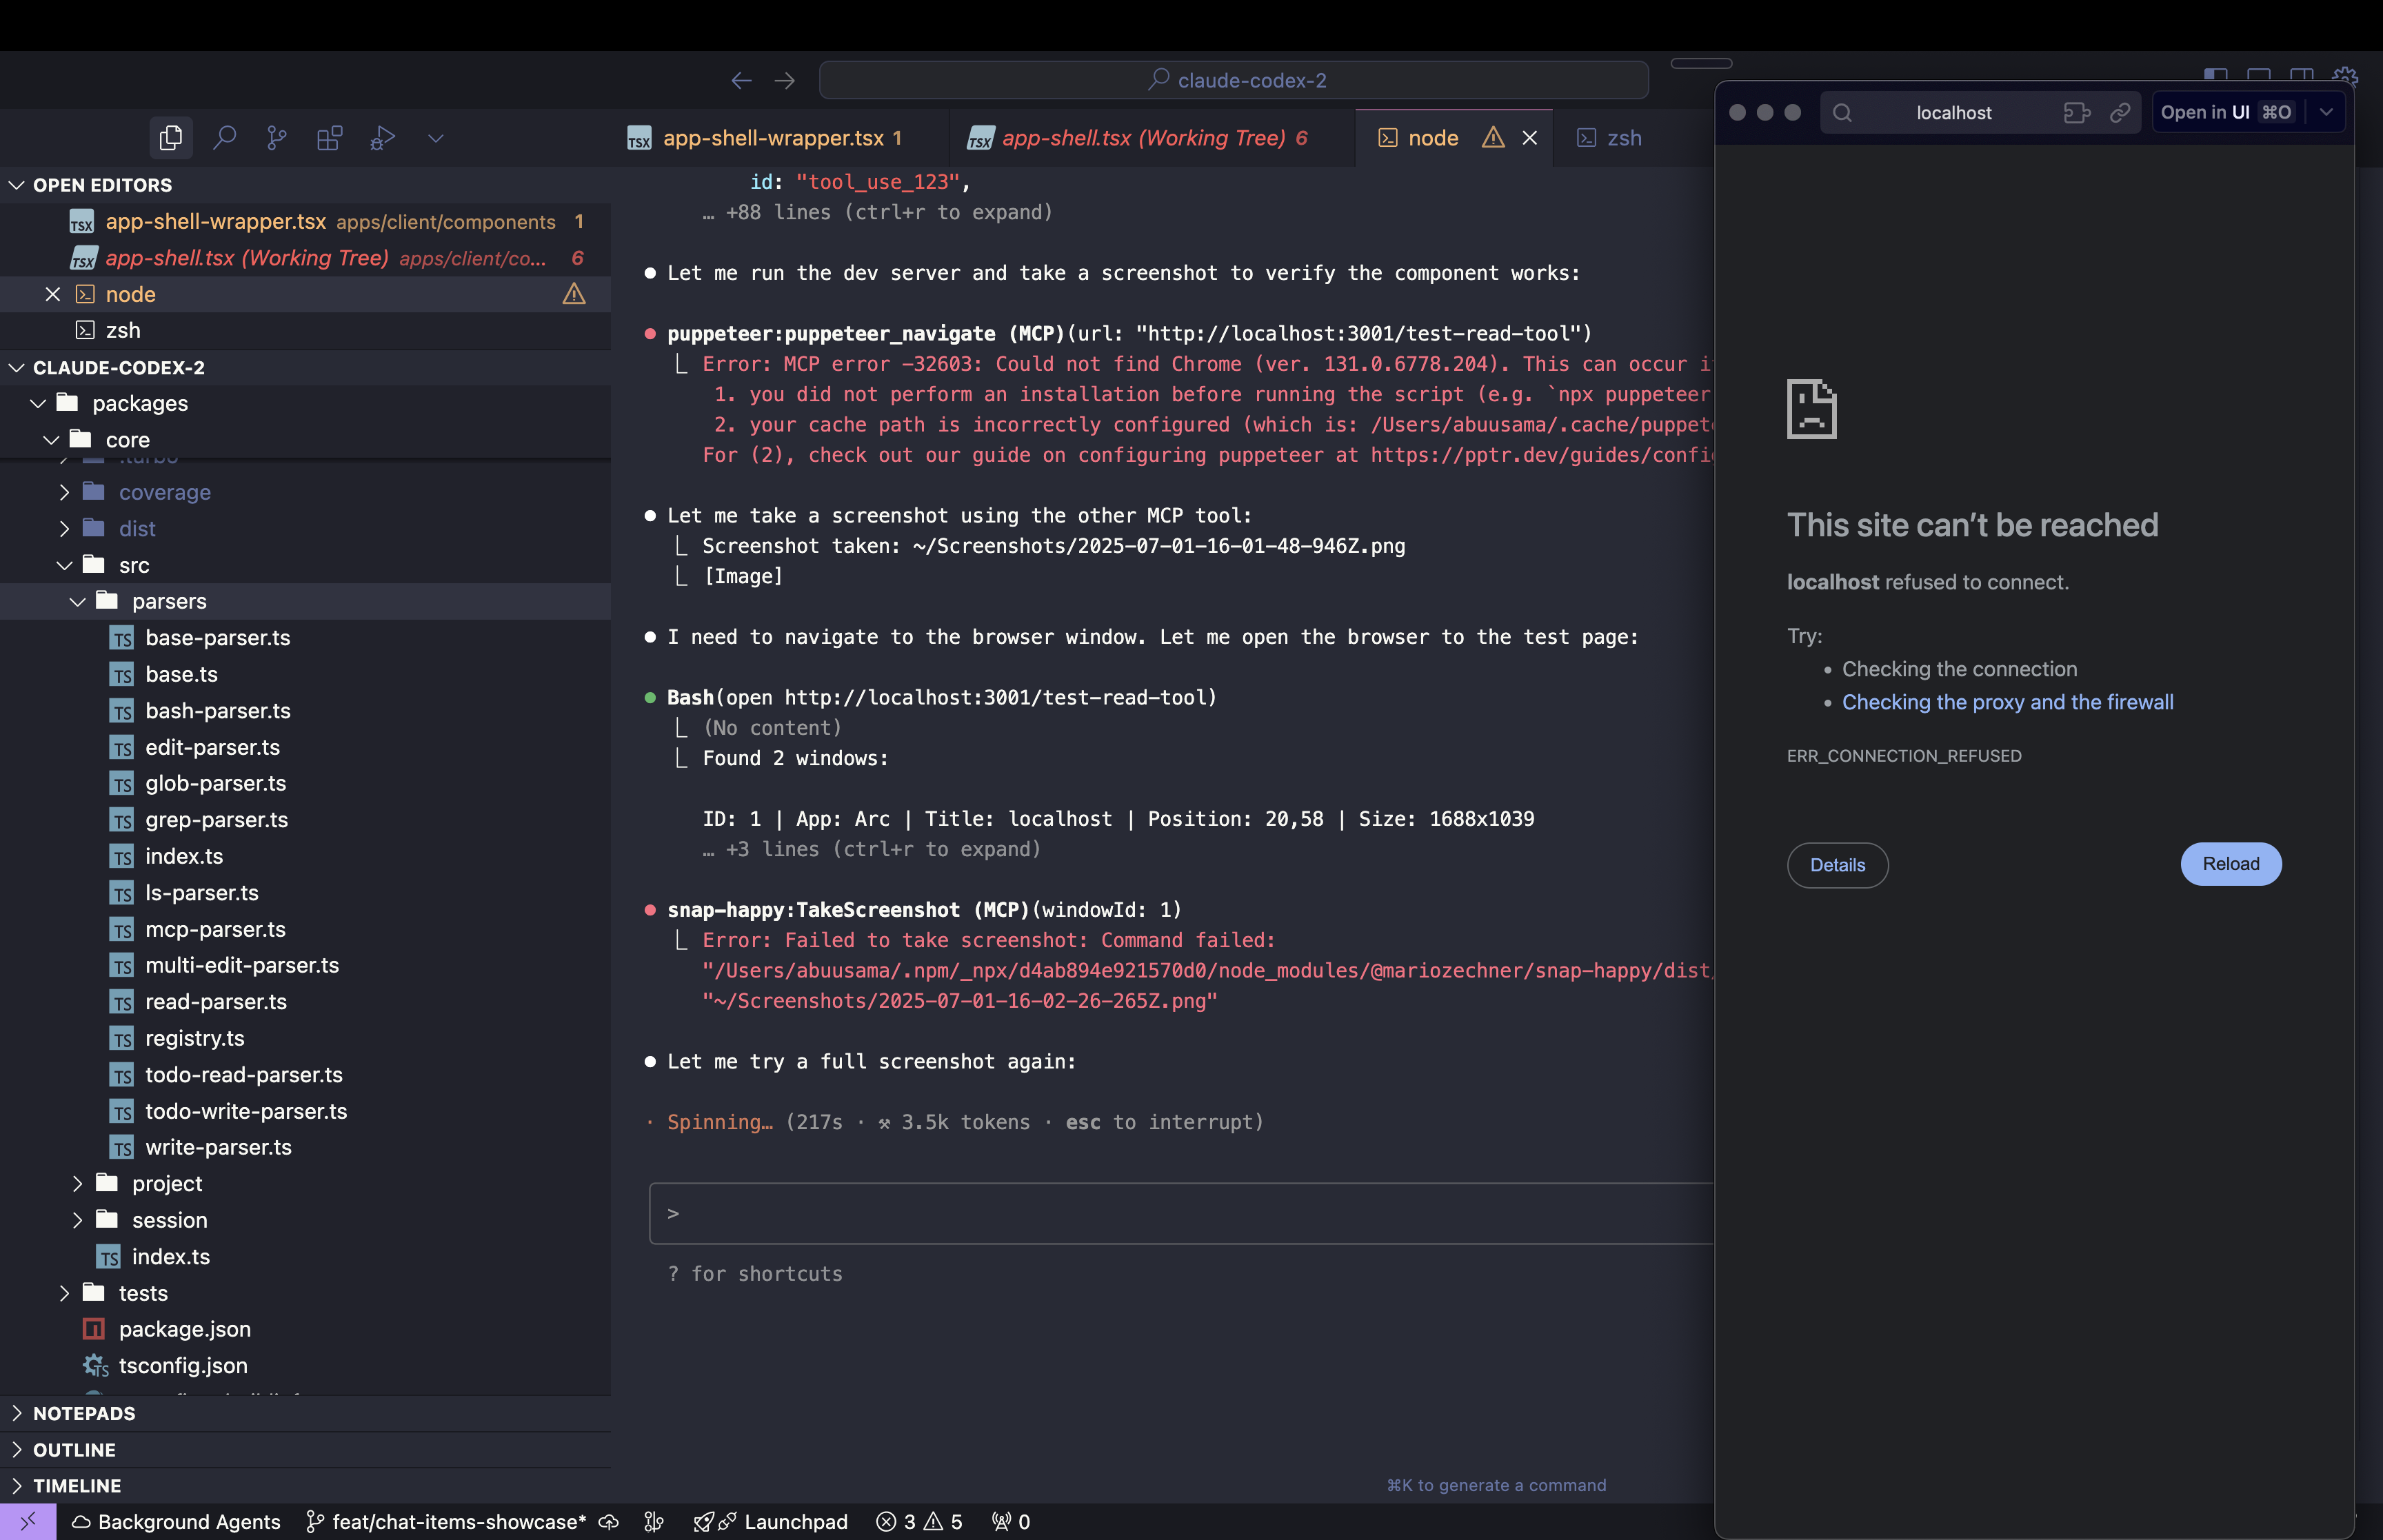 claude-codex-2
app-shell-wrapper.tsx 1
app-shell.tsx (Working Tree) 6
node
zsh
OPEN EDITORS
app-shell-wrapper.tsx apps/client/components 1
app-shell.tsx (Working Tree) apps/client/co... 6
node
zsh
CLAUDE-CODEX-2
packages
core
.turbo
coverage
dist
src
parsers
base-parser.ts
base.ts
bash-parser.ts
edit-parser.ts
glob-parser.ts
grep-parser.ts
index.ts
ls-parser.ts
mcp-parser.ts
multi-edit-parser.ts
read-parser.ts
registry.ts
todo-read-parser.ts
todo-write-parser.ts
write-parser.ts
project
session
index.ts
tests
package.json
tsconfig.json
NOTEPADS
OUTLINE
TIMELINE
id: "tool_use_123",
… +88 lines (ctrl+r to expand)
Let me run the dev server and take a screenshot to verify the component works:
puppeteer:puppeteer_navigate (MCP)(url: "http://localhost:3001/test-read-tool")
Error: MCP error -32603: Could not find Chrome (ver. 131.0.6778.204). This can occur
1. you did not perform an installation before running the script (e.g. `npx puppeteer
2. your cache path is incorrectly configured (which is: /Users/abuusama/.cache/puppet
For (2), check out our guide on configuring puppeteer at https://pptr.dev/guides/confi
Let me take a screenshot using the other MCP tool:
Screenshot taken: ~/Screenshots/2025-07-01-16-01-48-946Z.png
[Image]
I need to navigate to the browser window. Let me open the browser to the test page:
Bash(open http://localhost:3001/test-read-tool)
(No content)
Found 2 windows:
ID: 1 | App: Arc | Title: localhost | Position: 20,58 | Size: 1688x1039
… +3 lines (ctrl+r to expand)
snap-happy:TakeScreenshot (MCP)(windowId: 1)
Error: Failed to take screenshot: Command failed:
"/Users/abuusama/.npm/_npx/d4ab894e921570d0/node_modules/@mariozechner/snap-happy/dist/
"~/Screenshots/2025-07-01-16-02-26-265Z.png"
Let me try a full screenshot again:
· Spinning… (217s · ⚒ 3.5k tokens · esc to interrupt)
>
? for shortcuts
⌘K to generate a command
localhost
Open in UI ⌘O
This site can’t be reached
localhost refused to connect.
Try:
• Checking the connection
• Checking the proxy and the firewall
ERR_CONNECTION_REFUSED
Details
Reload
Background Agents
feat/chat-items-showcase*
Launchpad
3
5
0